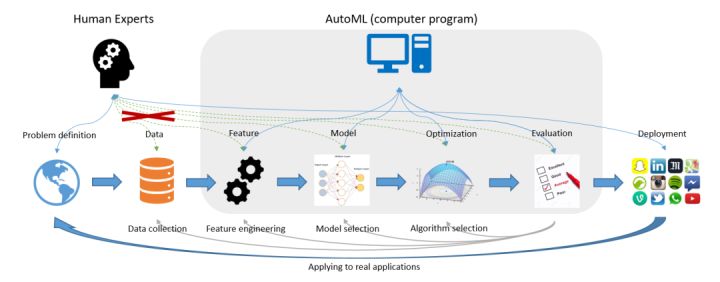 Human Experts
AutoML (computer program)
Problem definition
Data
Feature
Model
Optimization
Evaluation
Deployment
Excellent
Good
Average
Poor
Data collection
Feature engineering
Model selection
Algorithm selection
Applying to real applications